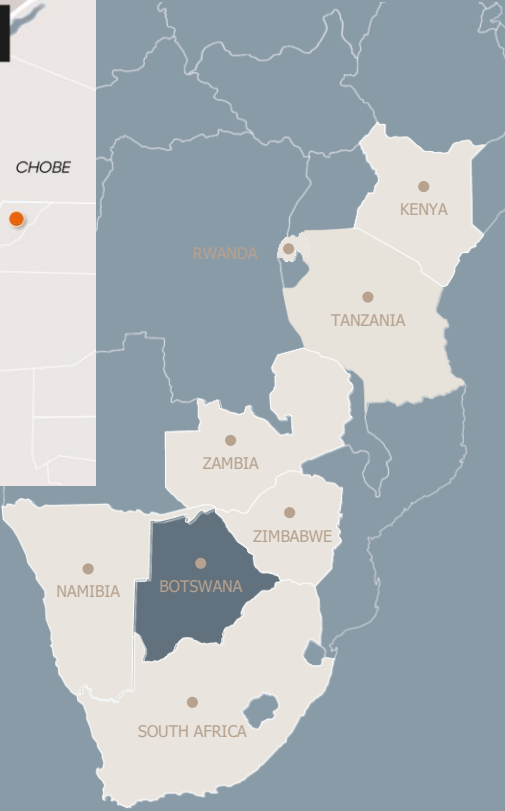 CHOBE
KENYA
RWANDA
TANZANIA
ZAMBIA
ZIMBABWE
NAMIBIA
BOTSWANA
SOUTH AFRICA